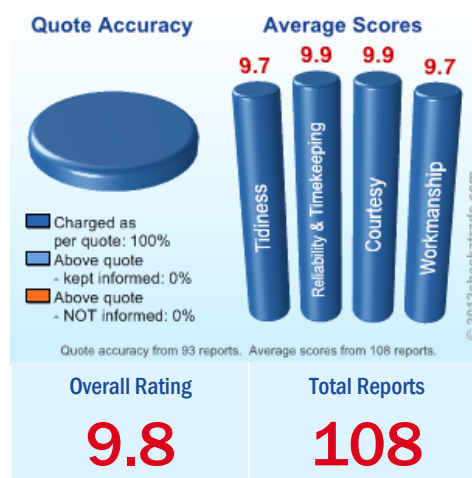 Quote Accuracy
Average Scores
9.7
9.9
9.9
9.7
Tidiness
Reliability & Timekeeping
Courtesy
Workmanship
Charged as
per quote: 100%
Above quote
- kept informed: 0%
Above quote
- NOT informed: 0%
Quote accuracy from 93 reports. Average scores from 108 reports.
Overall Rating
9.8
Total Reports
108